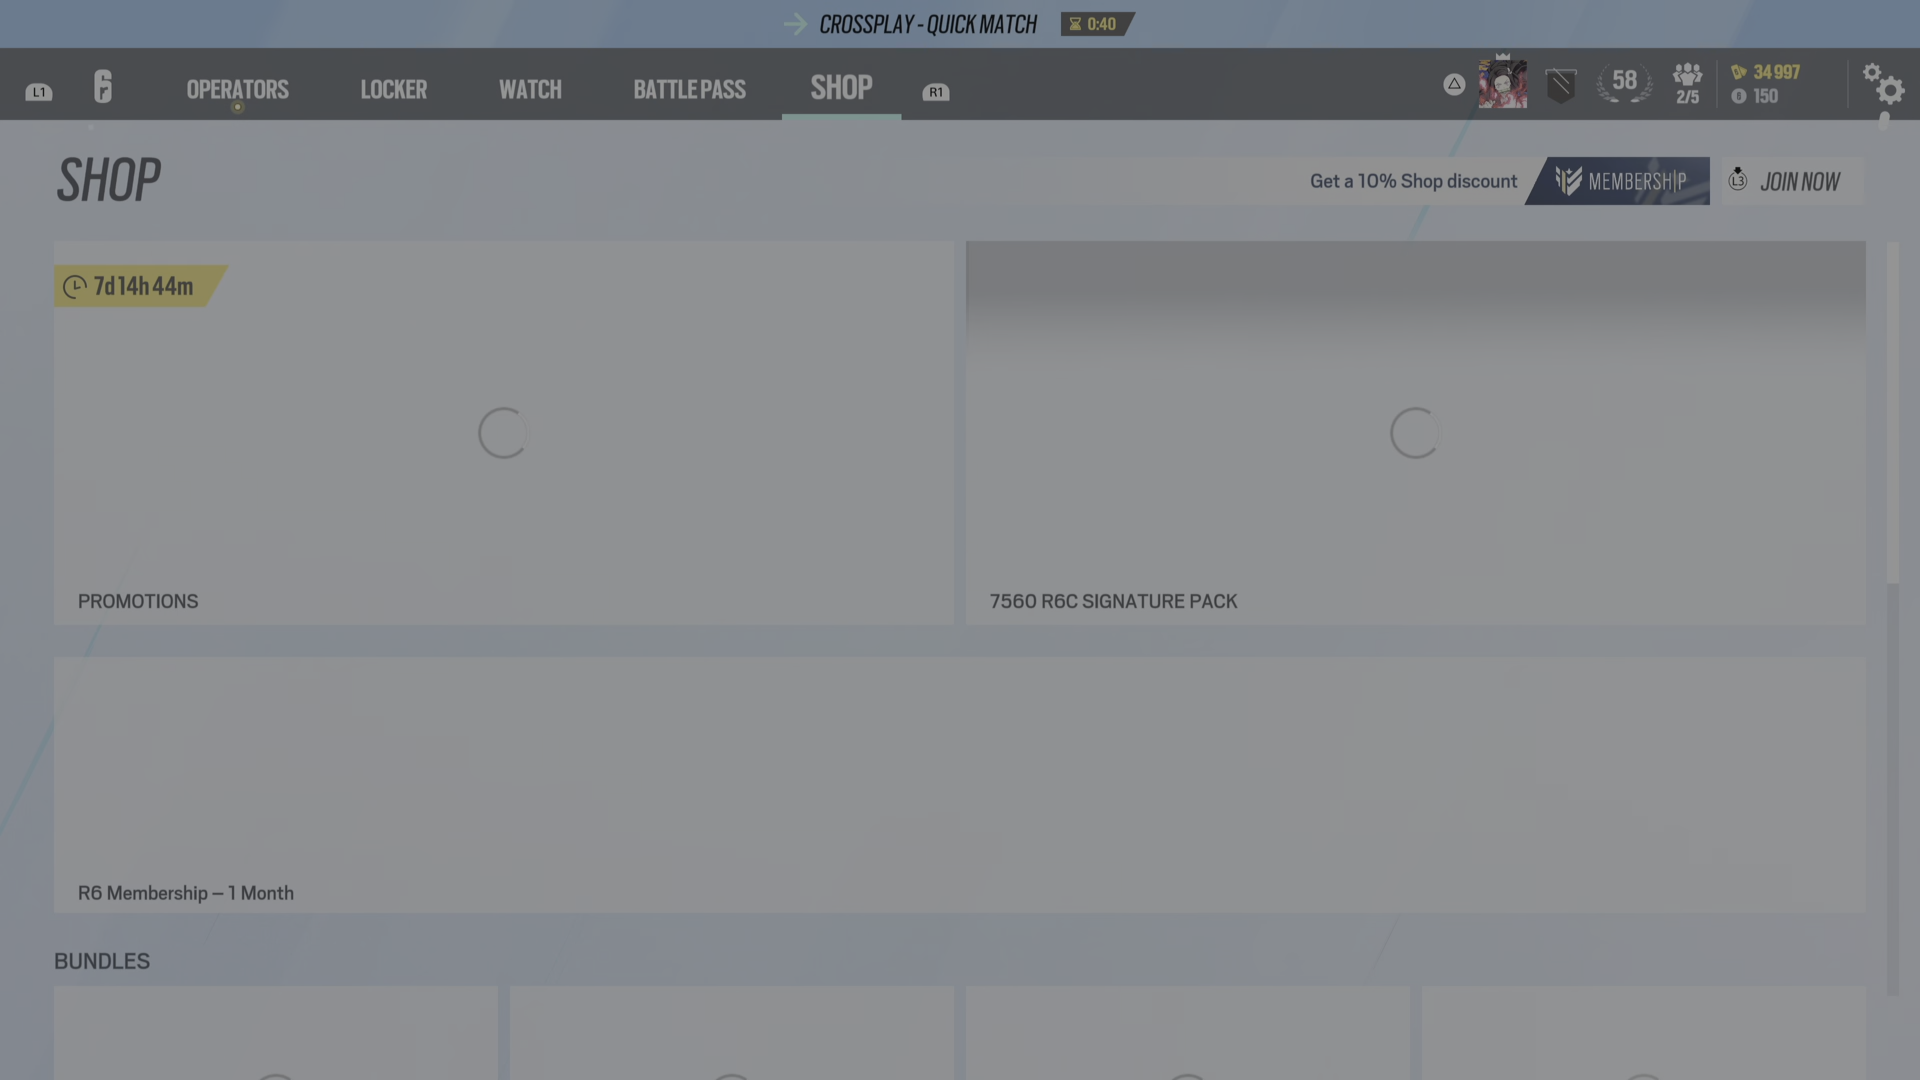 CROSSPLAY - QUICK MATCH 0:40
L1 OPERATORS LOCKER WATCH BATTLE PASS SHOP R1 58 2/5 34 997 150
SHOP
Get a 10% Shop discount MEMBERSHIP L3 JOIN NOW
7d 14h 44m
PROMOTIONS
7560 R6C SIGNATURE PACK
R6 Membership – 1 Month
BUNDLES